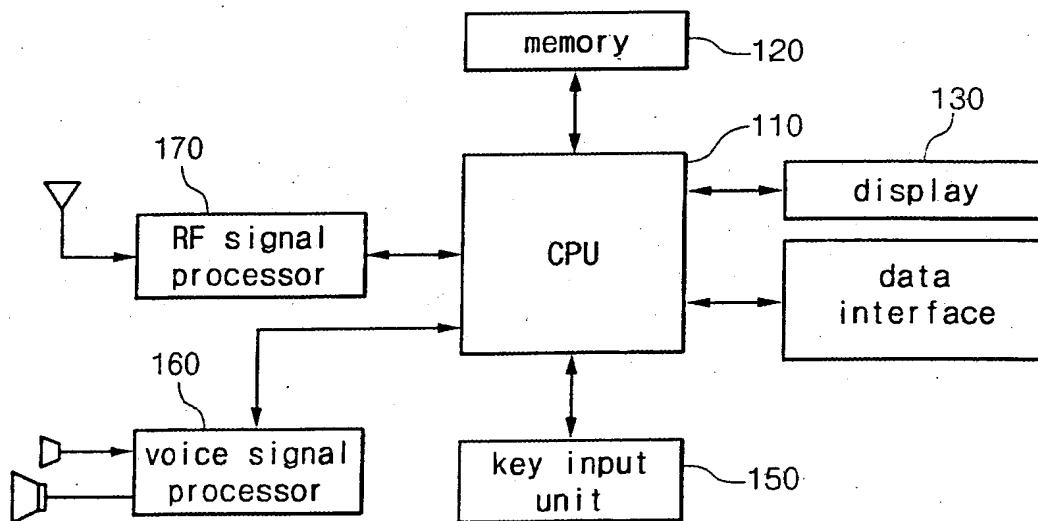 memory
120
130
110
170
display
RF signal
processor
CPU
data
interface
160
voice signal
processor
key input
unit
150